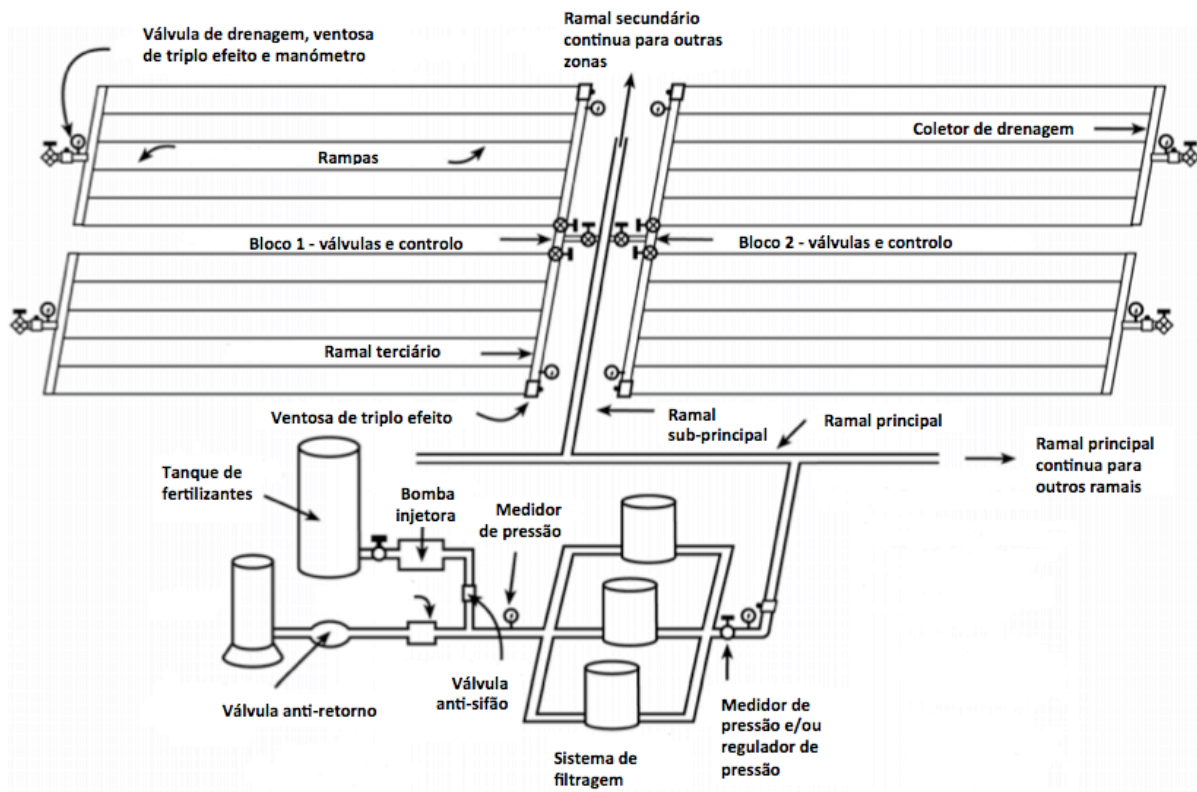 Válvula de drenagem, ventosa
de triplo efeito e manómetro
Ramal secundário
continua para outras
zonas
Coletor de drenagem
Rampas
Bloco 1 - válvulas e controlo
Bloco 2 - válvulas e controlo
Ramal terciário
Ventosa de triplo efeito
Ramal
sub-principal
Ramal principal
Ramal principal
continua para
outros ramais
Tanque de
fertilizantes
Bomba
injetora
Medidor
de pressão
Válvula anti-retorno
Válvula
anti-sifão
Sistema de
filtragem
Medidor de
pressão e/ou
regulador de
pressão